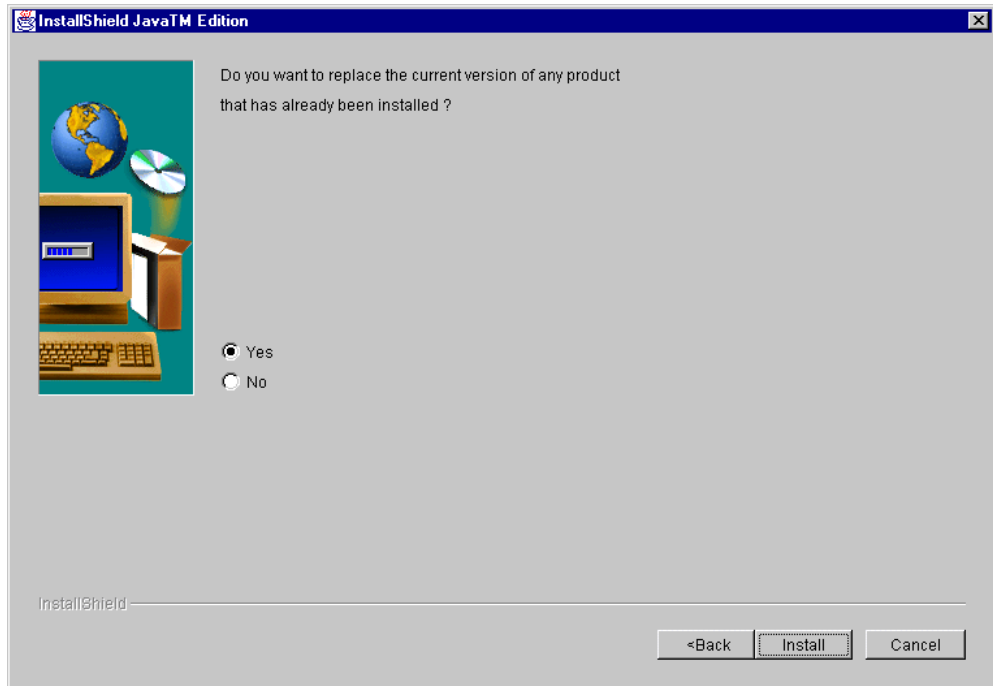 InstallShield JavaTM Edition
Do you want to replace the current version of any product
that has already been installed ?
Yes
No
InstallShield
<Back Install Cancel